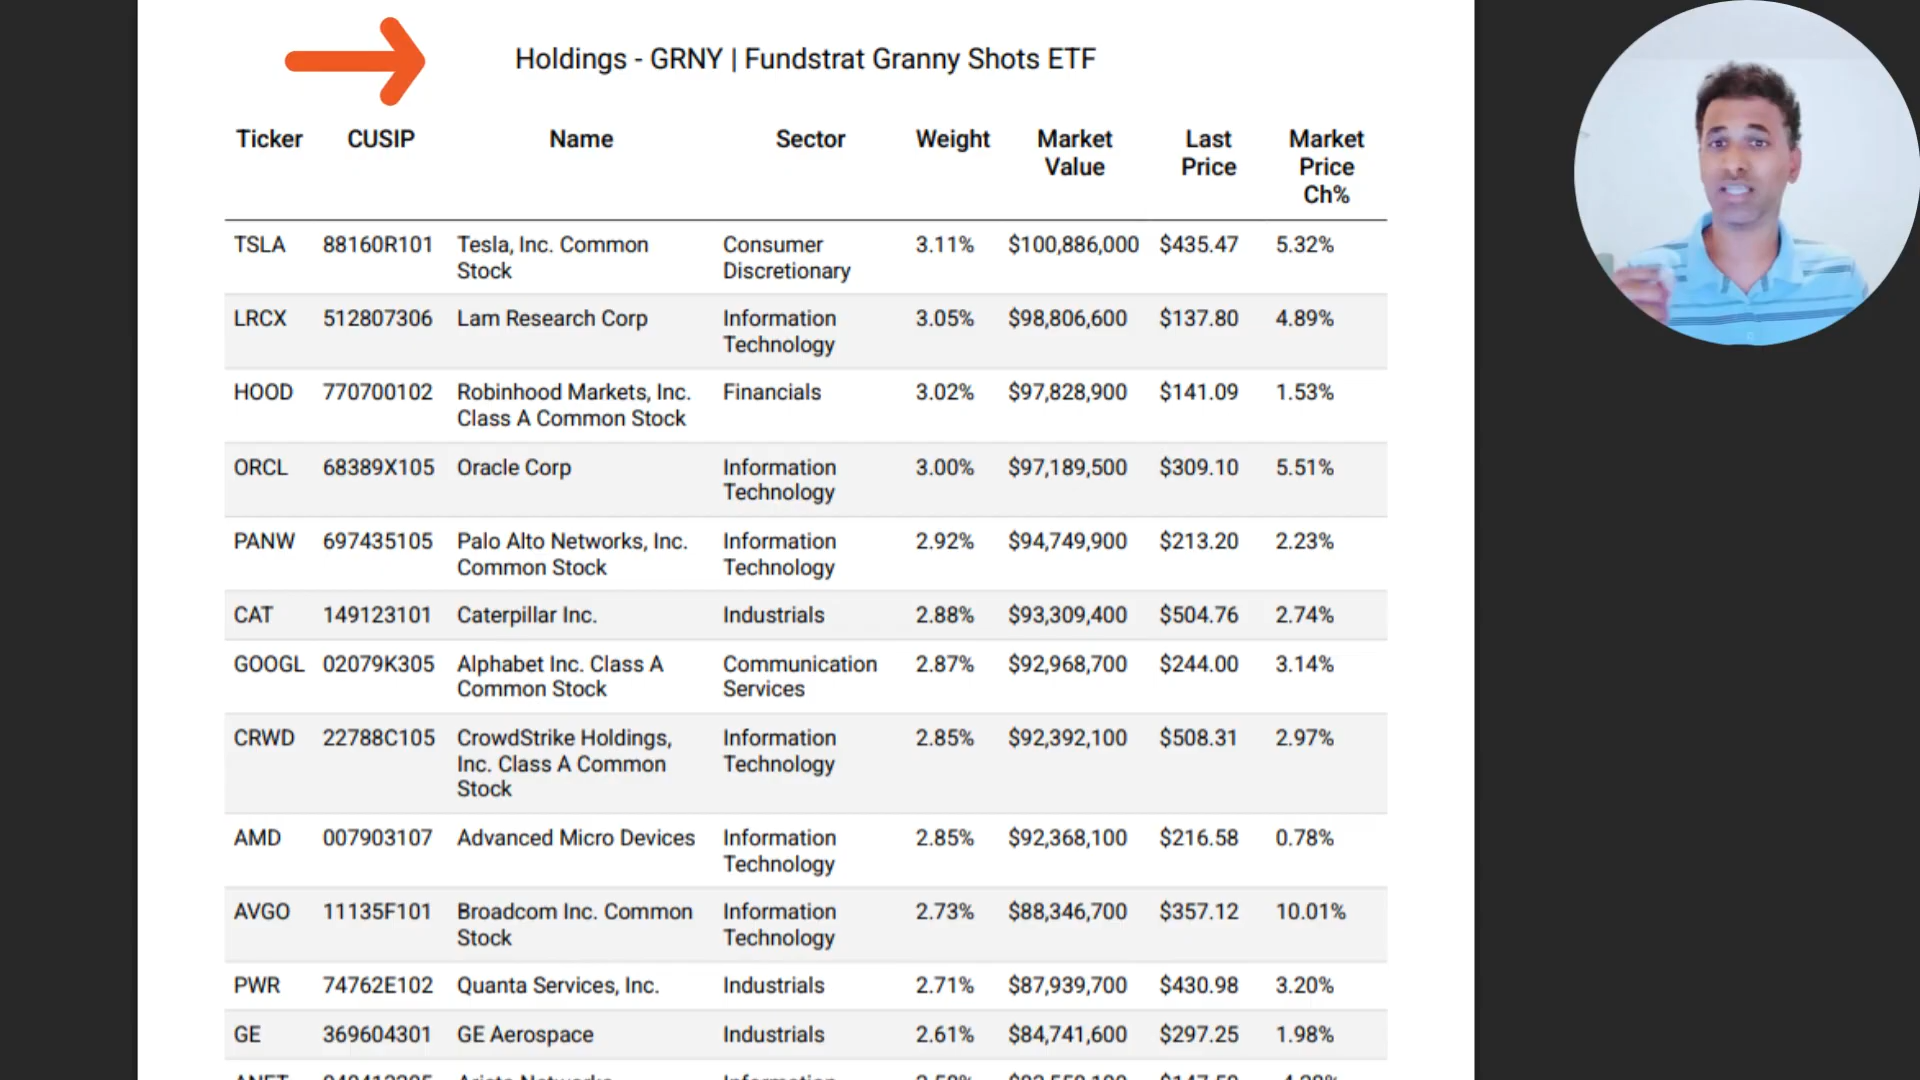 Holdings - GRNY | Fundstrat Granny Shots ETF
Ticker CUSIP Name Sector Weight Market Value Last Price Market Price Ch%
TSLA 88160R101 Tesla, Inc. Common Stock Consumer Discretionary 3.11% $100,886,000 $435.47 5.32%
LRCX 512807306 Lam Research Corp Information Technology 3.05% $98,806,600 $137.80 4.89%
HOOD 770700102 Robinhood Markets, Inc. Class A Common Stock Financials 3.02% $97,828,900 $141.09 1.53%
ORCL 68389X105 Oracle Corp Information Technology 3.00% $97,189,500 $309.10 5.51%
PANW 697435105 Palo Alto Networks, Inc. Common Stock Information Technology 2.92% $94,749,900 $213.20 2.23%
CAT 149123101 Caterpillar Inc. Industrials 2.88% $93,309,400 $504.76 2.74%
GOOGL 02079K305 Alphabet Inc. Class A Common Stock Communication Services 2.87% $92,968,700 $244.00 3.14%
CRWD 22788C105 CrowdStrike Holdings, Inc. Class A Common Stock Information Technology 2.85% $92,392,100 $508.31 2.97%
AMD 007903107 Advanced Micro Devices Information Technology 2.85% $92,368,100 $216.58 0.78%
AVGO 11135F101 Broadcom Inc. Common Stock Information Technology 2.73% $88,346,700 $357.12 10.01%
PWR 74762E102 Quanta Services, Inc. Industrials 2.71% $87,939,700 $430.98 3.20%
GE 369604301 GE Aerospace Industrials 2.61% $84,741,600 $297.25 1.98%